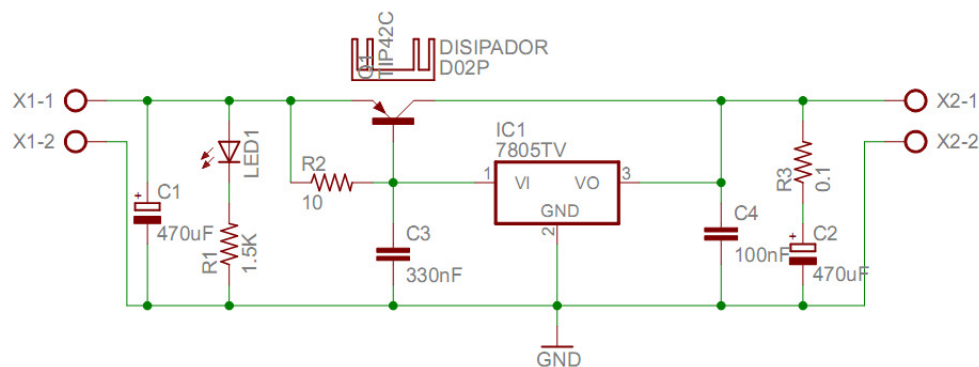 Q1
TIP42C
DISIPADOR
D02P
X1-1
X2-1
X1-2
X2-2
IC1
7805TV
LED1
R2
10
1
VI
VO
3
GND
2
R3
0.1
C1
+
470uF
R1
1.5K
C3
330nF
C4
100nF
C2
+
470uF
GND